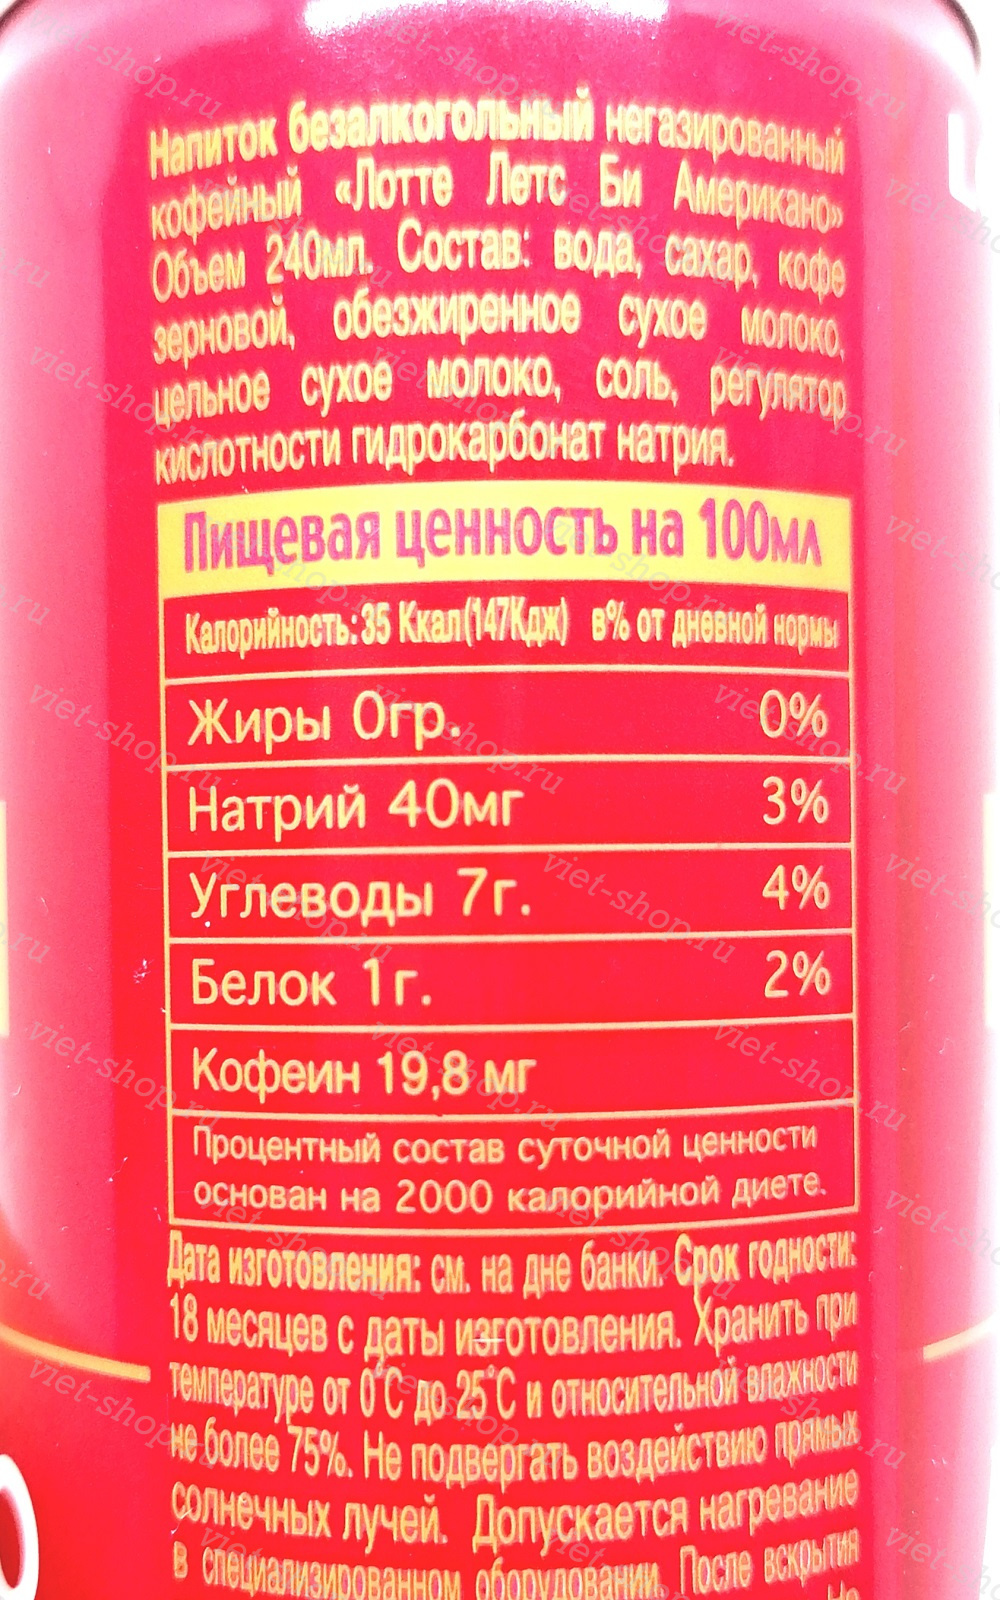 Напиток безалкогольный негазированный
кофейный «Лотте Летс Би Американо»
Объем 240мл. Состав: вода, сахар, кофе
зерновой, обезжиренное сухое молоко,
цельное сухое молоко, соль, регулятор
кислотности гидрокарбонат натрия.
Пищевая ценность на 100мл
Калорийность: 35 Ккал(147Кдж) в% от дневной нормы
Жиры 0гр. 0%
Натрий 40мг 3%
Углеводы 7г. 4%
Белок 1г. 2%
Кофеин 19,8 мг
Процентный состав суточной ценности
основан на 2000 калорийной диете.
Дата изготовления: см. на дне банки. Срок годности:
18 месяцев с даты изготовления. Хранить при
температуре от 0°С до 25°С и относительной влажности
не более 75%. Не подвергать воздействию прямых
солнечных лучей. Допускается нагревание
в специализированном оборудовании. После вскрытия
viet-shop.ru